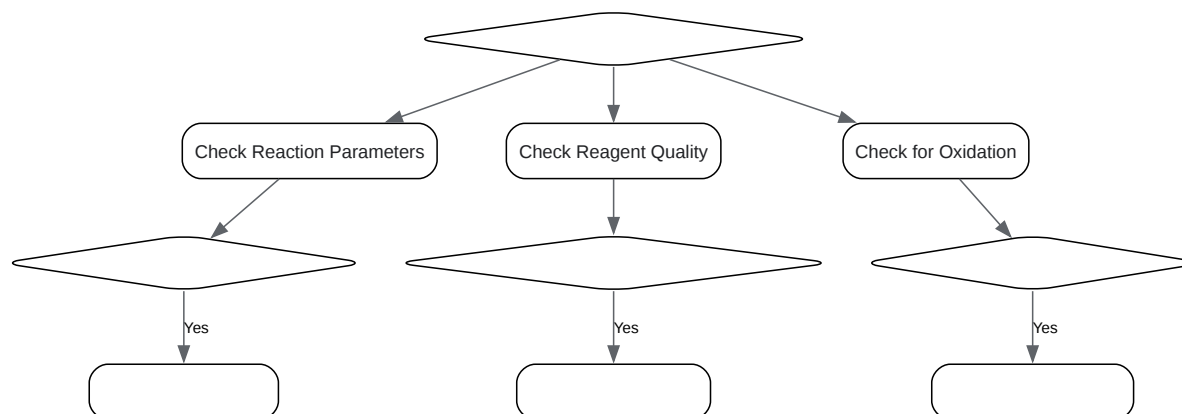 Check Reaction Parameters
Check Reagent Quality
Check for Oxidation
Yes
Yes
Yes